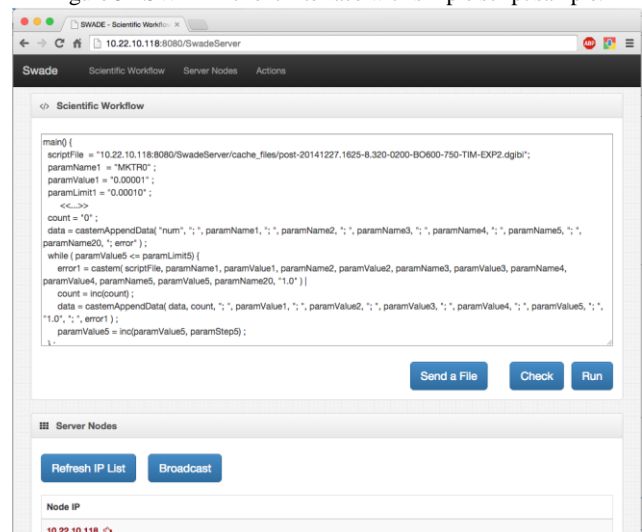 SWADE - Scientific Workflo
10.22.10.118:8080/SwadeServer
ABP
Swade Scientific Workflow Server Nodes Actions
</> Scientific Workflow
main() {
scriptFile = "10.22.10.118:8080/SwadeServer/cache_files/post-20141227.1625-8.320-0200-BO600-750-TIM-EXP2.dgibi";
paramName1 = "MKTR0" ;
paramValue1 = "0.00001" ;
paramLimit1 = "0.00010" ;
<<...>>
count = "0" ;
data = castemAppendData( "num", "; ", paramName1, "; ", paramName2, "; ", paramName3, "; ", paramName4, "; ", paramName5, "; ",
paramName20, "; error" ) ;
while ( paramValue5 <= paramLimit5) {
error1 = castem( scriptFile, paramName1, paramValue1, paramName2, paramValue2, paramName3, paramValue3, paramName4,
paramValue4, paramName5, paramValue5, paramName20, "1.0" ) |
count = inc(count) ;
data = castemAppendData( data, count, "; ", paramValue1, "; ", paramValue2, "; ", paramValue3, "; ", paramValue4, "; ", paramValue5, "; ",
"1.0", "; ", error1 ) ;
paramValue5 = inc(paramValue5, paramStep5) ;
Send a File Check Run
Server Nodes
Refresh IP List Broadcast
Node IP
10.22.10.118